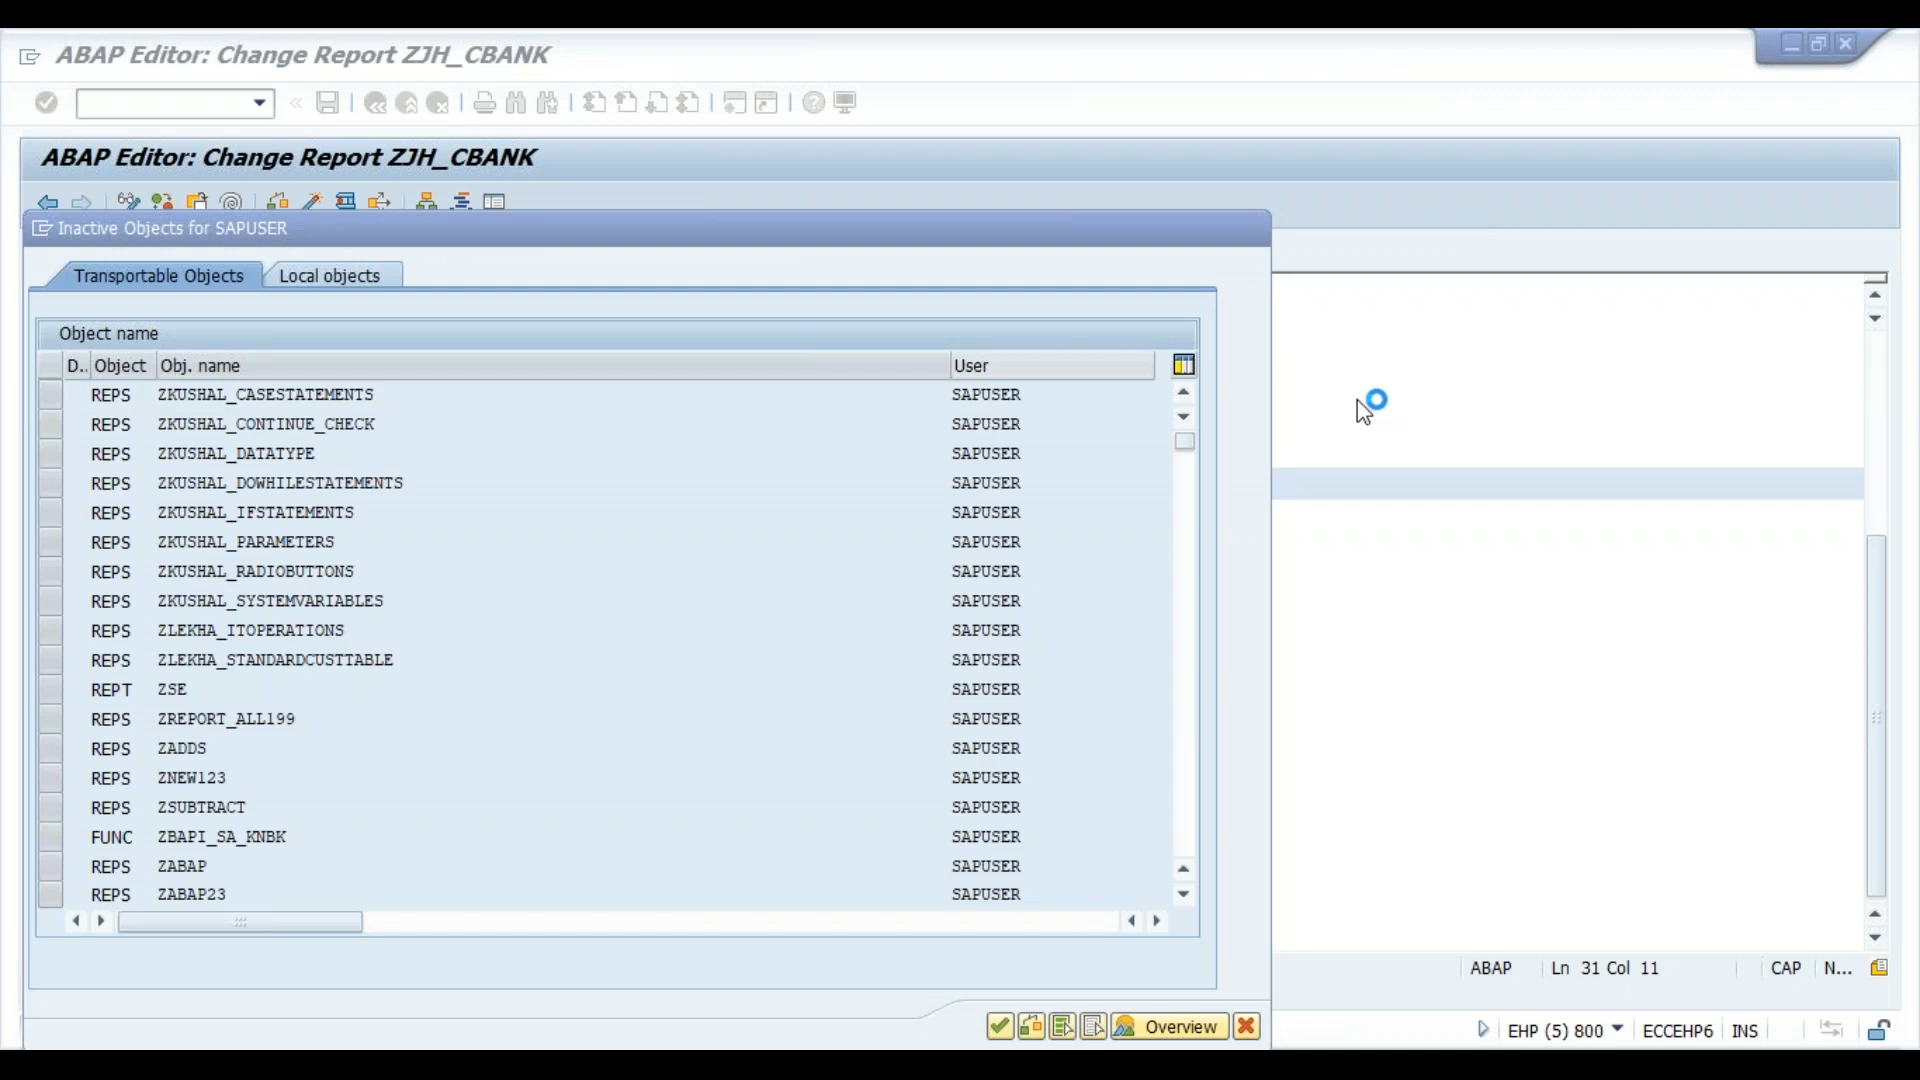 ABAP Editor: Change Report ZJH_CBANK
ABAP Editor: Change Report ZJH_CBANK
Inactive Objects for SAPUSER
Transportable Objects Local objects
Object name
D.. Object Obj. name User
REPS ZKUSHAL_CASESTATEMENTS SAPUSER
REPS ZKUSHAL_CONTINUE_CHECK SAPUSER
REPS ZKUSHAL_DATATYPE SAPUSER
REPS ZKUSHAL_DOWHILESTATEMENTS SAPUSER
REPS ZKUSHAL_IFSTATEMENTS SAPUSER
REPS ZKUSHAL_PARAMETERS SAPUSER
REPS ZKUSHAL_RADIOBUTTONS SAPUSER
REPS ZKUSHAL_SYSTEMVARIABLES SAPUSER
REPS ZLEKHA_ITOPERATIONS SAPUSER
REPS ZLEKHA_STANDARDCUSTTABLE SAPUSER
REPT ZSE SAPUSER
REPS ZREPORT_ALL199 SAPUSER
REPS ZADDS SAPUSER
REPS ZNEW123 SAPUSER
REPS ZSUBTRACT SAPUSER
FUNC ZBAPI_SA_KNBK SAPUSER
REPS ZABAP SAPUSER
REPS ZABAP23 SAPUSER
ABAP Ln 31 Col 11 CAP N...
Overview
EHP (5) 800 ECCEHP6 INS